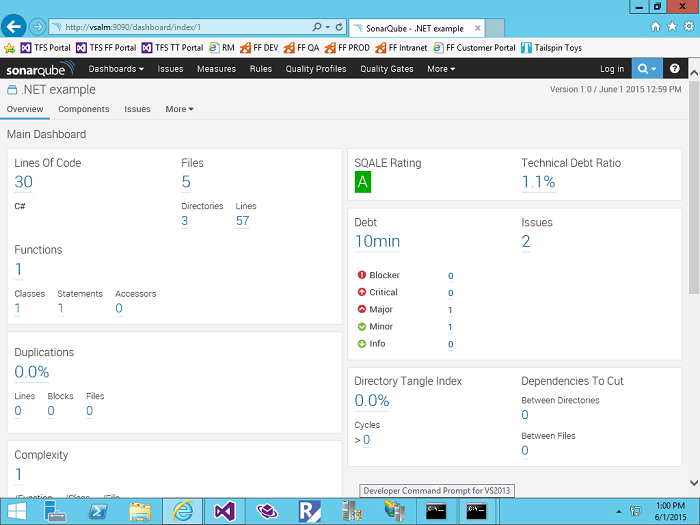 http://vsalm:9090/dashboard/index/1
SonarQube - .NET example
TFS Portal TFS FF Portal TFS TT Portal RM FF DEV FF QA FF PROD FF Intranet FF Customer Portal Tailspin Toys
sonarqube Dashboards Issues Measures Rules Quality Profiles Quality Gates More Log in
.NET example
Version 1.0 / June 1 2015 12:59 PM
Overview Components Issues More
Main Dashboard
Lines Of Code Files
30 5
C# Directories Lines
3 57
Functions
1
Classes Statements Accessors
1 1 0
Duplications
0.0%
Lines Blocks Files
0 0 0
Complexity
1
/Function /Class /File
SQALE Rating Technical Debt Ratio
A 1.1%
Debt Issues
10min 2
Blocker 0
Critical 0
Major 1
Minor 1
Info 0
Directory Tangle Index Dependencies To Cut
0.0% Between Directories
Cycles 0
> 0 Between Files
0
Developer Command Prompt for VS2013
1:00 PM
6/1/2015